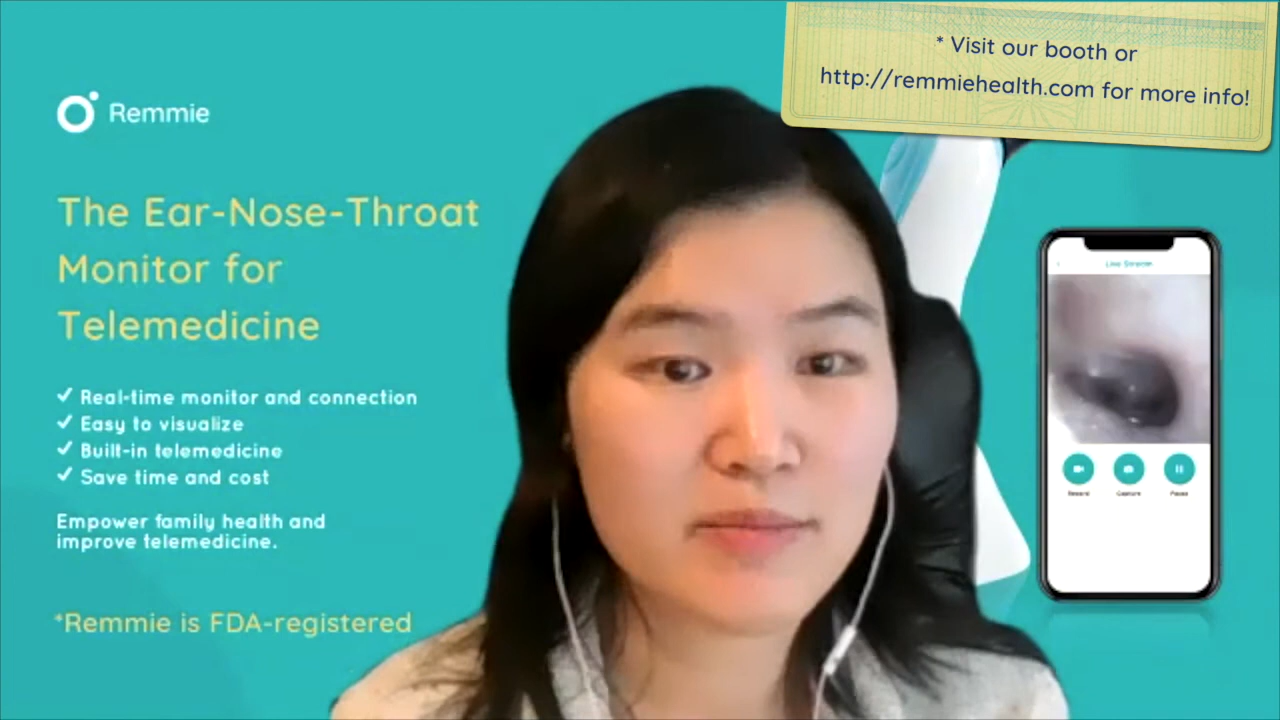 * Visit our booth or
http://remmiehealth.com for more info!
Remmie
The Ear-Nose-Throat
Monitor for
Telemedicine
✓ Real-time monitor and connection
✓ Easy to visualize
✓ Built-in telemedicine
✓ Save time and cost
Empower family health and
improve telemedicine.
*Remmie is FDA-registered
Live Stream
Record Capture Pause